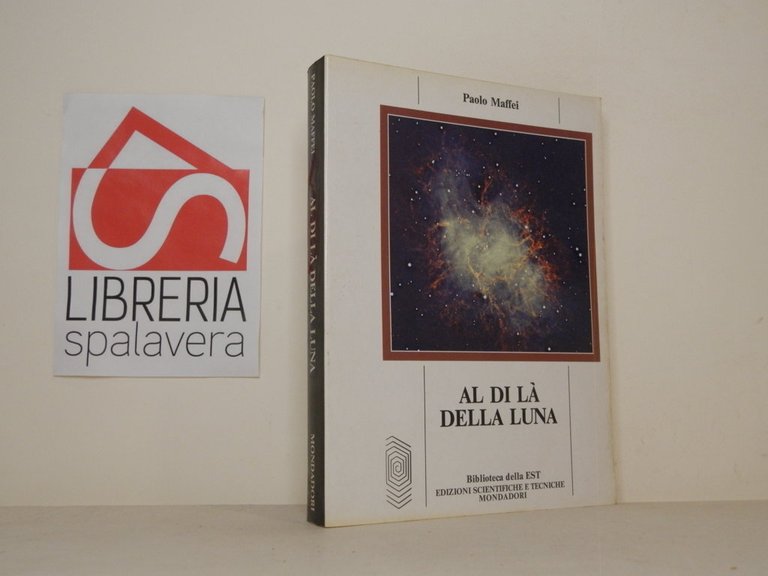 LIBRERIA
spalavera
PAOLO MAFFEI AL DI LÀ DELLA LUNA MONDADORI
Paolo Maffei
AL DI LÀ
DELLA LUNA
Biblioteca della EST
EDIZIONI SCIENTIFICHE E TECNICHE
MONDADORI